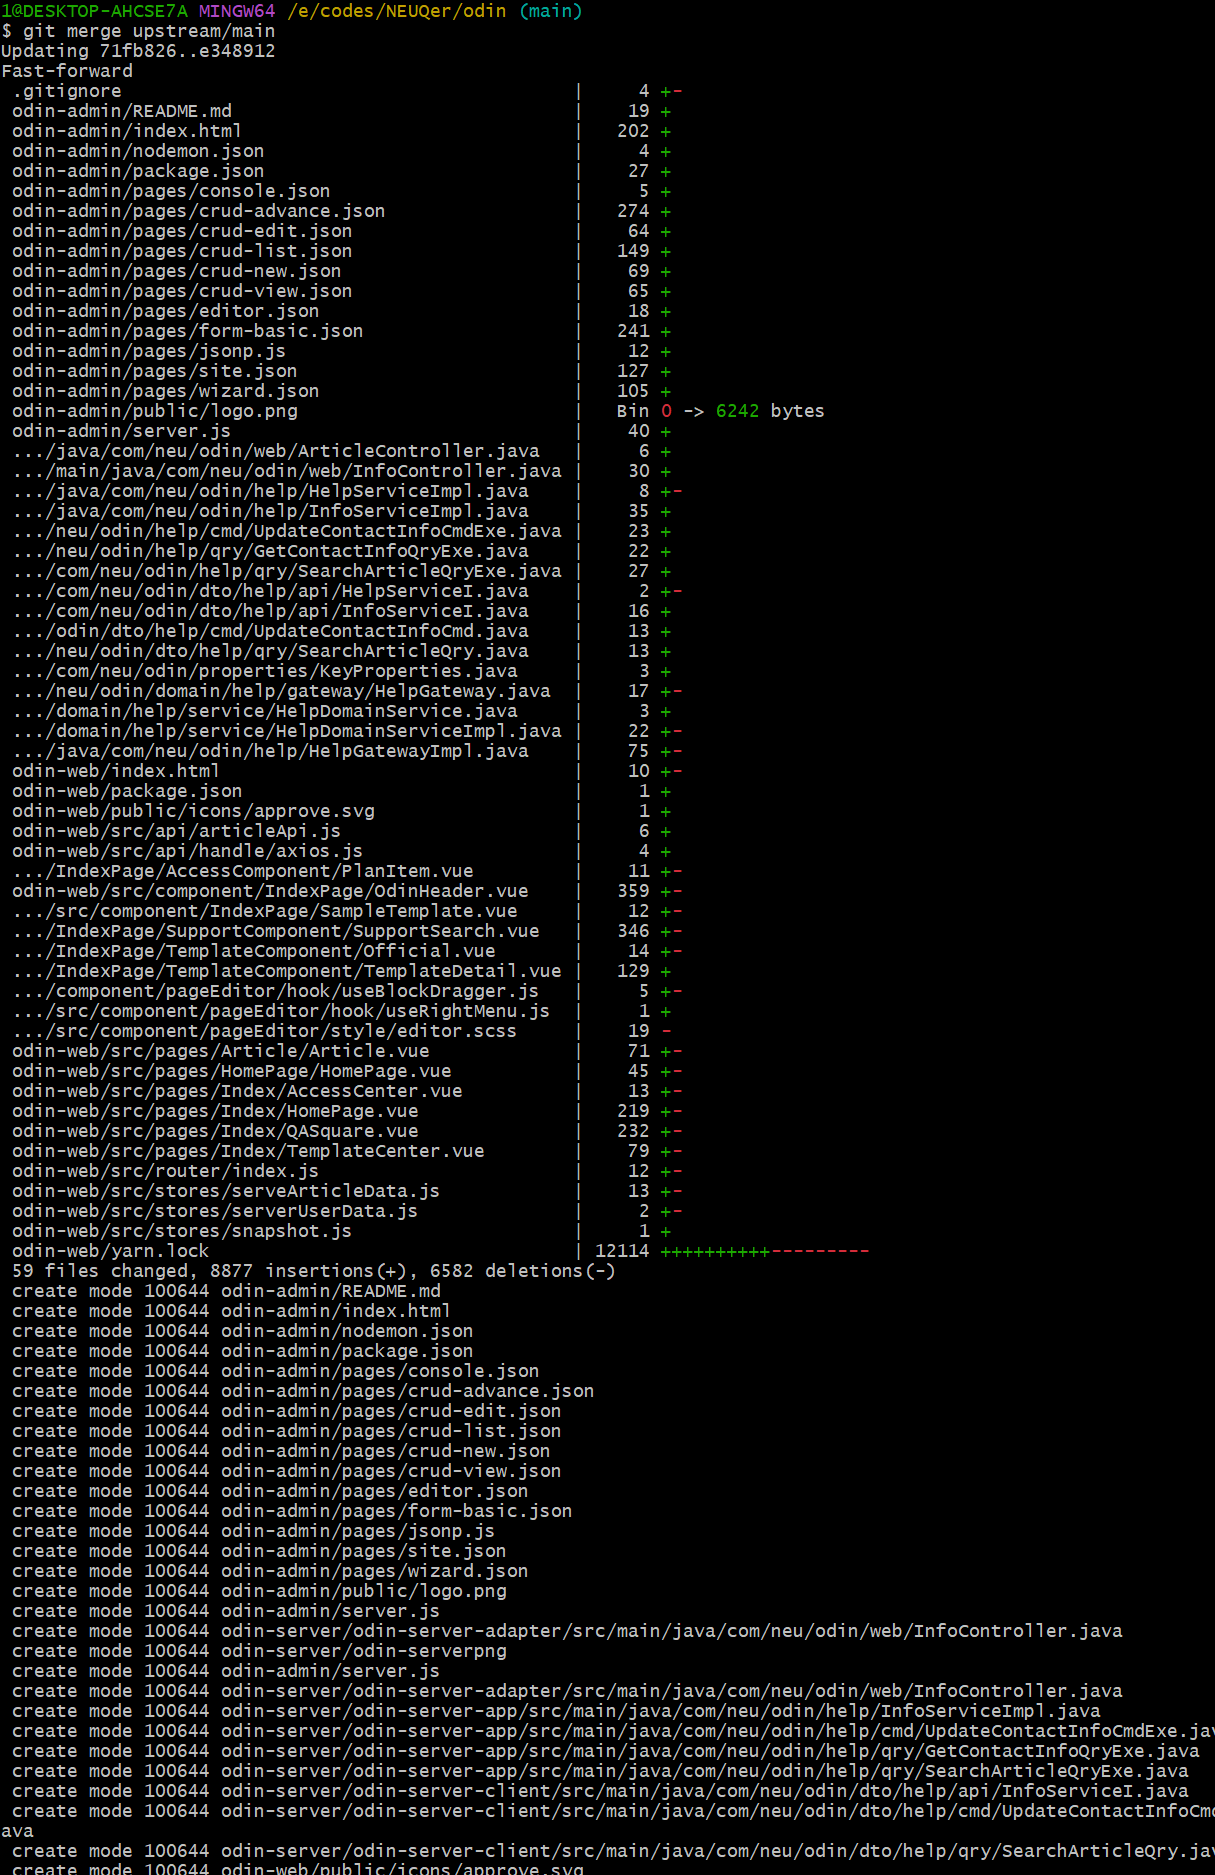 1@DESKTOP-AHCSE7A MINGW64 /e/codes/NEUQer/odin (main)
$ git merge upstream/main
Updating 71fb826..e348912
Fast-forward
 .gitignore                                         |     4 +-
 odin-admin/README.md                               |    19 +
 odin-admin/index.html                              |   202 +
 odin-admin/nodemon.json                            |     4 +
 odin-admin/package.json                            |    27 +
 odin-admin/pages/console.json                      |     5 +
 odin-admin/pages/crud-advance.json                 |   274 +
 odin-admin/pages/crud-edit.json                    |    64 +
 odin-admin/pages/crud-list.json                    |   149 +
 odin-admin/pages/crud-new.json                     |    69 +
 odin-admin/pages/crud-view.json                    |    65 +
 odin-admin/pages/editor.json                       |    18 +
 odin-admin/pages/form-basic.json                   |   241 +
 odin-admin/pages/jsonp.js                          |    12 +
 odin-admin/pages/site.json                         |   127 +
 odin-admin/pages/wizard.json                       |   105 +
 odin-admin/public/logo.png                         |   Bin 0 -> 6242 bytes
 odin-admin/server.js                               |    40 +
 .../java/com/neu/odin/web/ArticleController.java   |     6 +
 .../main/java/com/neu/odin/web/InfoController.java |    30 +
 .../java/com/neu/odin/help/HelpServiceImpl.java    |     8 +-
 .../java/com/neu/odin/help/InfoServiceImpl.java    |    35 +
 .../neu/odin/help/cmd/UpdateContactInfoCmdExe.java |    23 +
 .../neu/odin/help/qry/GetContactInfoQryExe.java    |    22 +
 .../com/neu/odin/help/qry/SearchArticleQryExe.java |    27 +
 .../com/neu/odin/dto/help/api/HelpServiceI.java    |     2 +-
 .../com/neu/odin/dto/help/api/InfoServiceI.java    |    16 +
 .../odin/dto/help/cmd/UpdateContactInfoCmd.java    |    13 +
 .../neu/odin/dto/help/qry/SearchArticleQry.java    |    13 +
 .../com/neu/odin/properties/KeyProperties.java     |     3 +
 .../neu/odin/domain/help/gateway/HelpGateway.java  |    17 +-
 .../domain/help/service/HelpDomainService.java     |     3 +
 .../domain/help/service/HelpDomainServiceImpl.java |    22 +-
 .../java/com/neu/odin/help/HelpGatewayImpl.java    |    75 +-
 odin-web/index.html                                |    10 +-
 odin-web/package.json                              |     1 +
 odin-web/public/icons/approve.svg                  |     1 +
 odin-web/src/api/articleApi.js                     |     6 +
 odin-web/src/api/handle/axios.js                   |     4 +
 .../IndexPage/AccessComponent/PlanItem.vue         |    11 +-
 odin-web/src/component/IndexPage/OdinHeader.vue    |   359 +-
 .../src/component/IndexPage/SampleTemplate.vue     |    12 +-
 .../IndexPage/SupportComponent/SupportSearch.vue   |   346 +-
 .../IndexPage/TemplateComponent/Official.vue       |    14 +-
 .../IndexPage/TemplateComponent/TemplateDetail.vue |   129 +
 .../component/pageEditor/hook/useBlockDragger.js   |     5 +-
 .../src/component/pageEditor/hook/useRightMenu.js  |     1 +
 .../src/component/pageEditor/style/editor.scss     |    19 -
 odin-web/src/pages/Article/Article.vue             |    71 +-
 odin-web/src/pages/HomePage/HomePage.vue           |    45 +-
 odin-web/src/pages/Index/AccessCenter.vue          |    13 +-
 odin-web/src/pages/Index/HomePage.vue              |   219 +-
 odin-web/src/pages/Index/QASquare.vue              |   232 +-
 odin-web/src/pages/Index/TemplateCenter.vue        |    79 +-
 odin-web/src/router/index.js                       |    12 +-
 odin-web/src/stores/serveArticleData.js            |    13 +-
 odin-web/src/stores/serverUserData.js              |     2 +-
 odin-web/src/stores/snapshot.js                    |     1 +
 odin-web/yarn.lock                                 | 12114 ++++++++++---------
 59 files changed, 8877 insertions(+), 6582 deletions(-)
 create mode 100644 odin-admin/README.md
 create mode 100644 odin-admin/index.html
 create mode 100644 odin-admin/nodemon.json
 create mode 100644 odin-admin/package.json
 create mode 100644 odin-admin/pages/console.json
 create mode 100644 odin-admin/pages/crud-advance.json
 create mode 100644 odin-admin/pages/crud-edit.json
 create mode 100644 odin-admin/pages/crud-list.json
 create mode 100644 odin-admin/pages/crud-new.json
 create mode 100644 odin-admin/pages/crud-view.json
 create mode 100644 odin-admin/pages/editor.json
 create mode 100644 odin-admin/pages/form-basic.json
 create mode 100644 odin-admin/pages/jsonp.js
 create mode 100644 odin-admin/pages/site.json
 create mode 100644 odin-admin/pages/wizard.json
 create mode 100644 odin-admin/public/logo.png
 create mode 100644 odin-admin/server.js
 create mode 100644 odin-server/odin-server-adapter/src/main/java/com/neu/odin/web/InfoController.java
 create mode 100644 odin-server/odin-serverpng
 create mode 100644 odin-admin/server.js
 create mode 100644 odin-server/odin-server-adapter/src/main/java/com/neu/odin/web/InfoController.java
 create mode 100644 odin-server/odin-server-app/src/main/java/com/neu/odin/help/InfoServiceImpl.java
 create mode 100644 odin-server/odin-server-app/src/main/java/com/neu/odin/help/cmd/UpdateContactInfoCmdExe.jav
 create mode 100644 odin-server/odin-server-app/src/main/java/com/neu/odin/help/qry/GetContactInfoQryExe.java
 create mode 100644 odin-server/odin-server-app/src/main/java/com/neu/odin/help/qry/SearchArticleQryExe.java
 create mode 100644 odin-server/odin-server-client/src/main/java/com/neu/odin/dto/help/api/InfoServiceI.java
 create mode 100644 odin-server/odin-server-client/src/main/java/com/neu/odin/dto/help/cmd/UpdateContactInfoCmd
ava
 create mode 100644 odin-server/odin-server-client/src/main/java/com/neu/odin/dto/help/qry/SearchArticleQry.jav
 create mode 100644 odin-web/public/icons/approve.svg